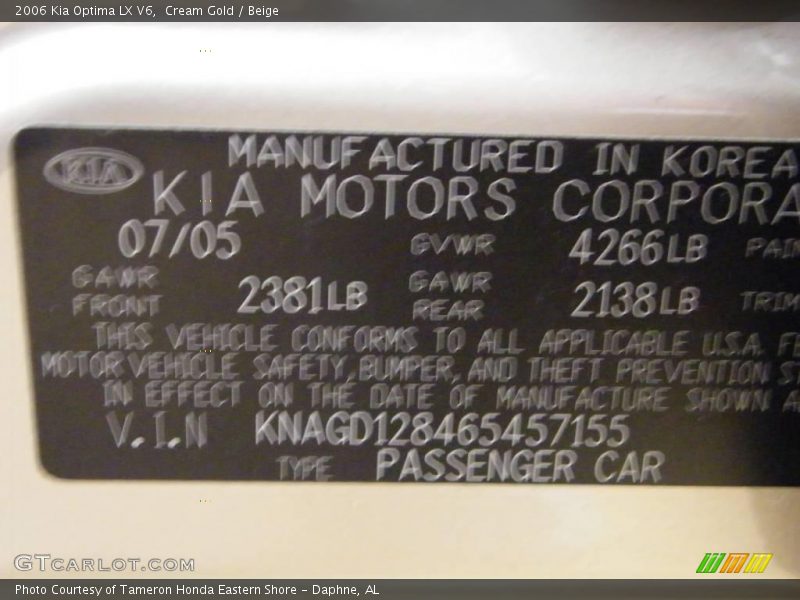 2006 Kia Optima LX V6,  Cream Gold / Beige
MANUFACTURED IN KOREA
KIA
KIA MOTORS CORPORA
07/05 GVWR 4266LB PAIN
GAWR FRONT 2381LB GAWR REAR 2138LB TRIM
THIS VEHICLE CONFORMS TO ALL APPLICABLE U.S.A. FE
MOTOR VEHICLE SAFETY, BUMPER, AND THEFT PREVENTION ST
IN EFFECT ON THE DATE OF MANUFACTURE SHOWN A
V.I.N KNAGD128465457155
TYPE PASSENGER CAR
GTCARLOT.COM
Photo Courtesy of Tameron Honda Eastern Shore - Daphne, AL